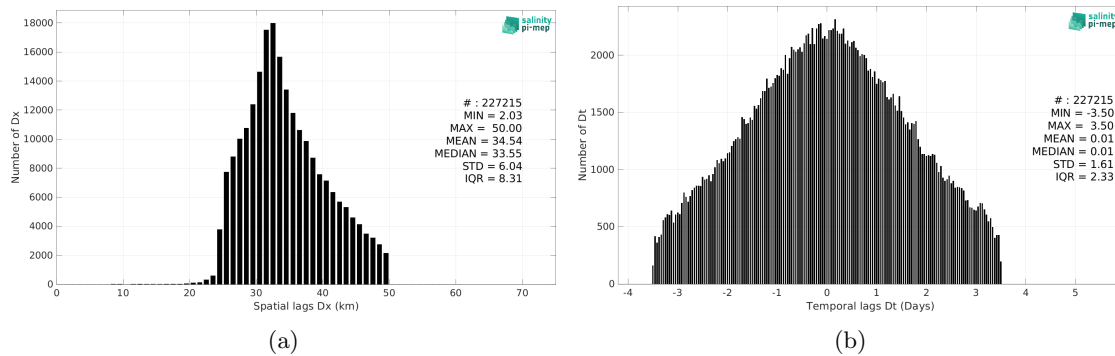 18000
16000
14000
12000
10000
8000
6000
4000
2000
0
Number of Dx
0 10 20 30 40 50 60 70
Spatial lags Dx (km)
salinity
pi-mep
# : 227215
MIN = 2.03
MAX = 50.00
MEAN = 34.54
MEDIAN = 33.55
STD = 6.04
IQR = 8.31
(a)
2000
1500
1000
500
0
Number of Dt
-4 -3 -2 -1 0 1 2 3 4 5
Temporal lags Dt (Days)
salinity
pi-mep
# : 227215
MIN = -3.50
MAX = 3.50
MEAN = 0.01
MEDIAN = 0.01
STD = 1.61
IQR = 2.33
(b)